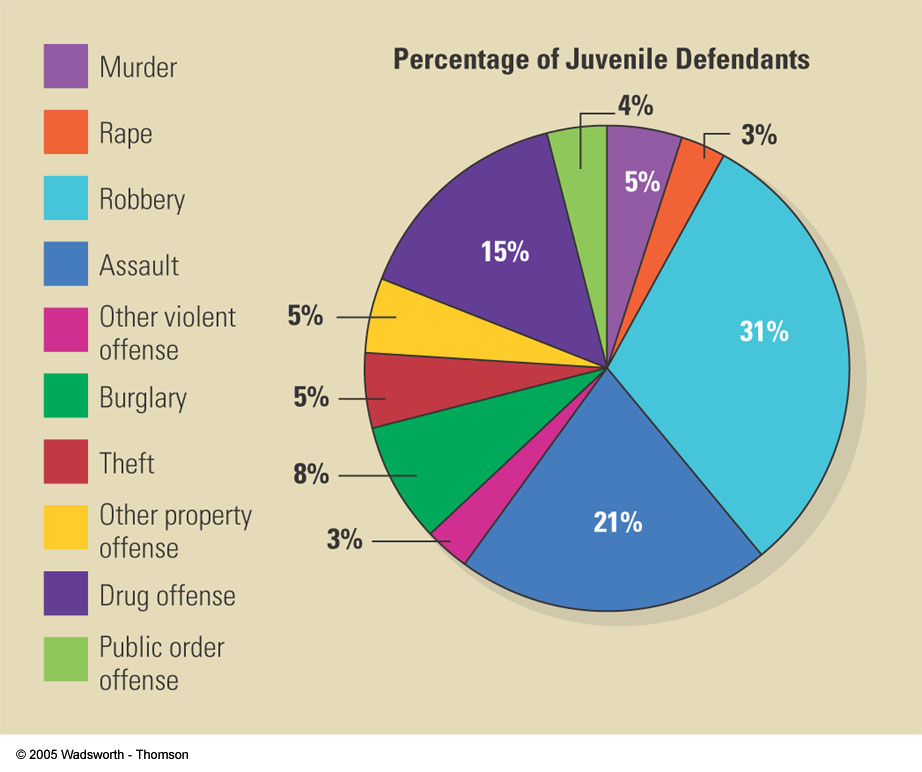 Percentage of Juvenile Defendants
Murder
Rape
Robbery
Assault
Other violent
offense
Burglary
Theft
Other property
offense
Drug offense
Public order
offense
4%
3%
5%
31%
15%
5%
5%
8%
21%
3%
© 2005 Wadsworth - Thomson